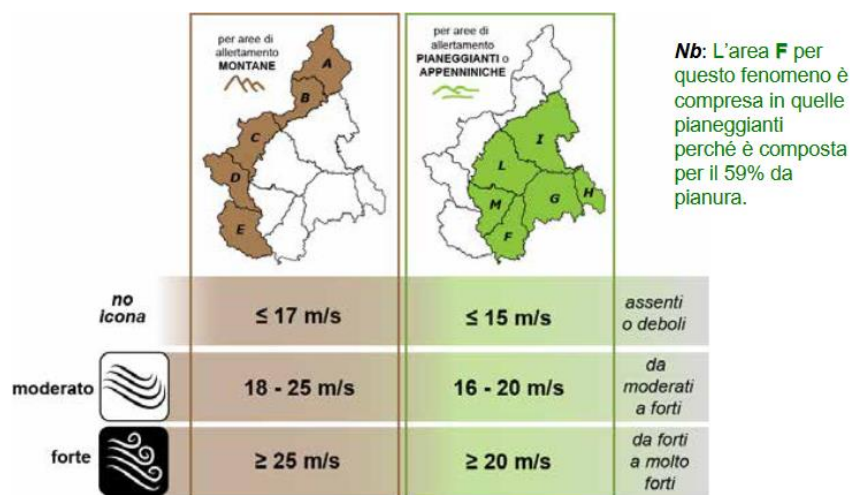 per aree di
allertamento
MONTANE
A
B
C
D
E
per aree di
allertamento
PIANEGGIANTI o
APPENNINICHE
I
L
H
M
G
F
Nb: L'area F per
questo fenomeno è
compresa in quelle
pianeggianti
perché è composta
per il 59% da
pianura.
no
icona
≤ 17 m/s
≤ 15 m/s
assenti
o deboli
moderato
18 - 25 m/s
16 - 20 m/s
da
moderati
a forti
forte
≥ 25 m/s
≥ 20 m/s
da forti
a molto
forti